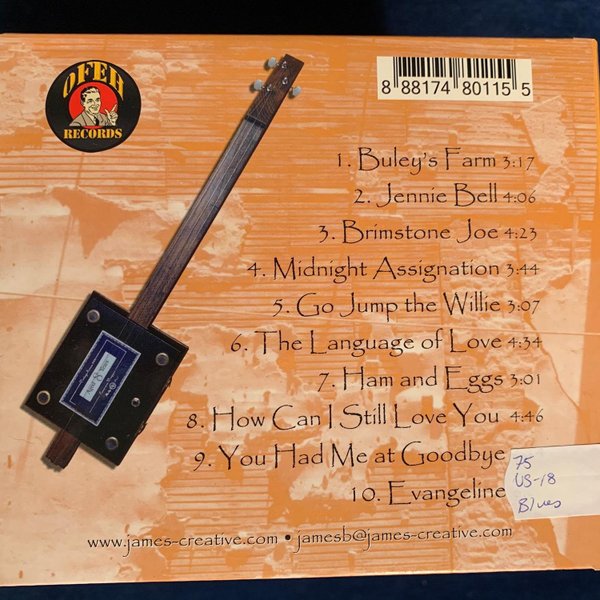 OFEH
RECORDS
8 88174 80115 5
1. Buley's Farm 3:17
2. Jennie Bell 4:06
3. Brimstone Joe 4:23
4. Midnight Assignation 3:44
5. Go Jump the Willie 3:07
6. The Language of Love 4:34
7. Ham and Eggs 3:01
8. How Can I Still Love You 4:46
9. You Had Me at Goodbye
10. Evangeline
75
US-18
Blues
www.james-creative.com • jamesb@james-creative.com